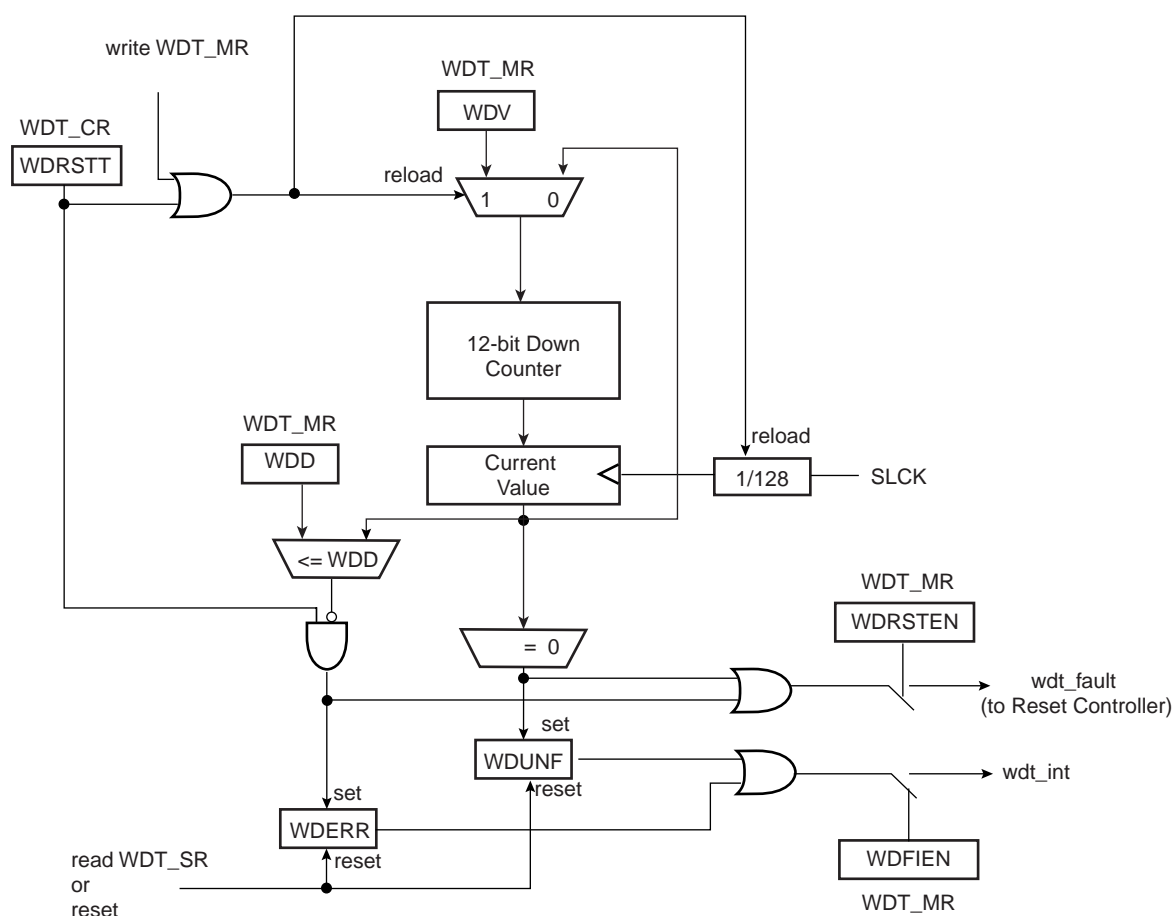 write WDT_MR
WDT_MR
WDV
WDT_CR
WDRSTT
reload
1 0
12-bit Down
Counter
WDT_MR
WDD
Current
Value
reload
1/128
SLCK
<= WDD
WDT_MR
WDRSTEN
= 0
wdt_fault
(to Reset Controller)
set
WDUNF
reset
wdt_int
set
WDERR
reset
read WDT_SR
or
reset
WDFIEN
WDT_MR